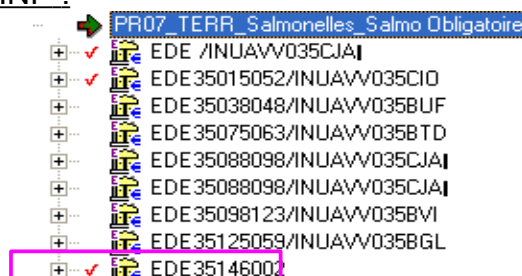 PR07_TERR_Salmonelles_Salmo Obligatoire
EDE /INUAVV035CJA
EDE35015052/INUAVV035CIO
EDE35038048/INUAVV035BUF
EDE35075063/INUAVV035BTD
EDE35088098/INUAVV035CJA
EDE35088098/INUAVV035CJA
EDE35098123/INUAVV035BVI
EDE35125059/INUAVV035BGL
EDE35146002